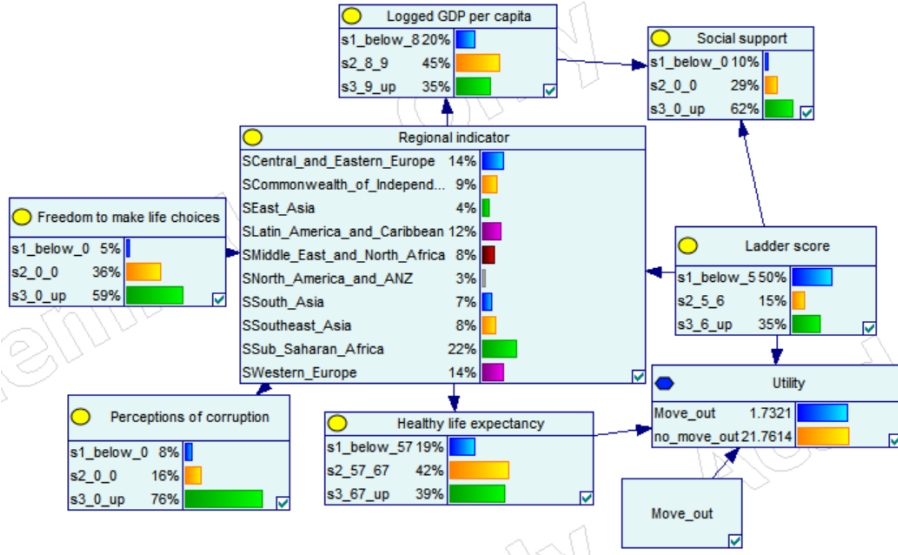 Logged GDP per capita
s1_below_8 20%
s2_8_9 45%
s3_9_up 35%
Social support
s1_below_0 10%
s2_0_0 29%
s3_0_up 62%
Regional indicator
SCentral_and_Eastern_Europe 14%
SCommonwealth_of_Independ... 9%
SEast_Asia 4%
SLatin_America_and_Caribbean 12%
SMiddle_East_and_North_Africa 8%
SNorth_America_and_ANZ 3%
SSouth_Asia 7%
SSoutheast_Asia 8%
SSub_Saharan_Africa 22%
SWestern_Europe 14%
Freedom to make life choices
s1_below_0 5%
s2_0_0 36%
s3_0_up 59%
Ladder score
s1_below_5 50%
s2_5_6 15%
s3_6_up 35%
Perceptions of corruption
s1_below_0 8%
s2_0_0 16%
s3_0_up 76%
Healthy life expectancy
s1_below_57 19%
s2_57_67 42%
s3_67_up 39%
Utility
Move_out 1.7321
no_move_out 21.7614
Move_out